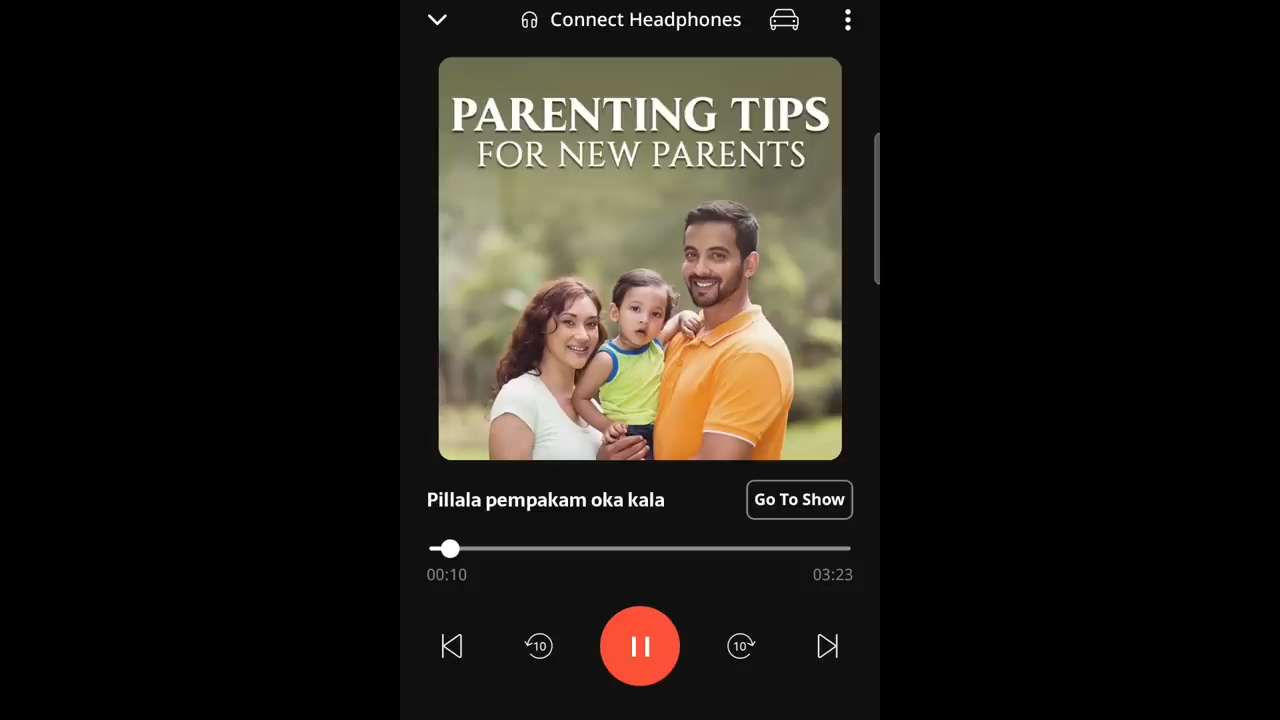 Connect Headphones
PARENTING TIPS
FOR NEW PARENTS
Pillala pempakam oka kala
Go To Show
00:10
03:23
10
10